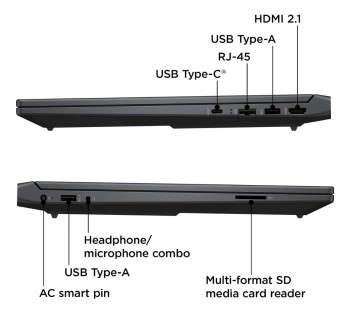 HDMI 2.1
USB Type-A
RJ-45
USB Type-C®
Headphone/
microphone combo
USB Type-A
AC smart pin
Multi-format SD
media card reader